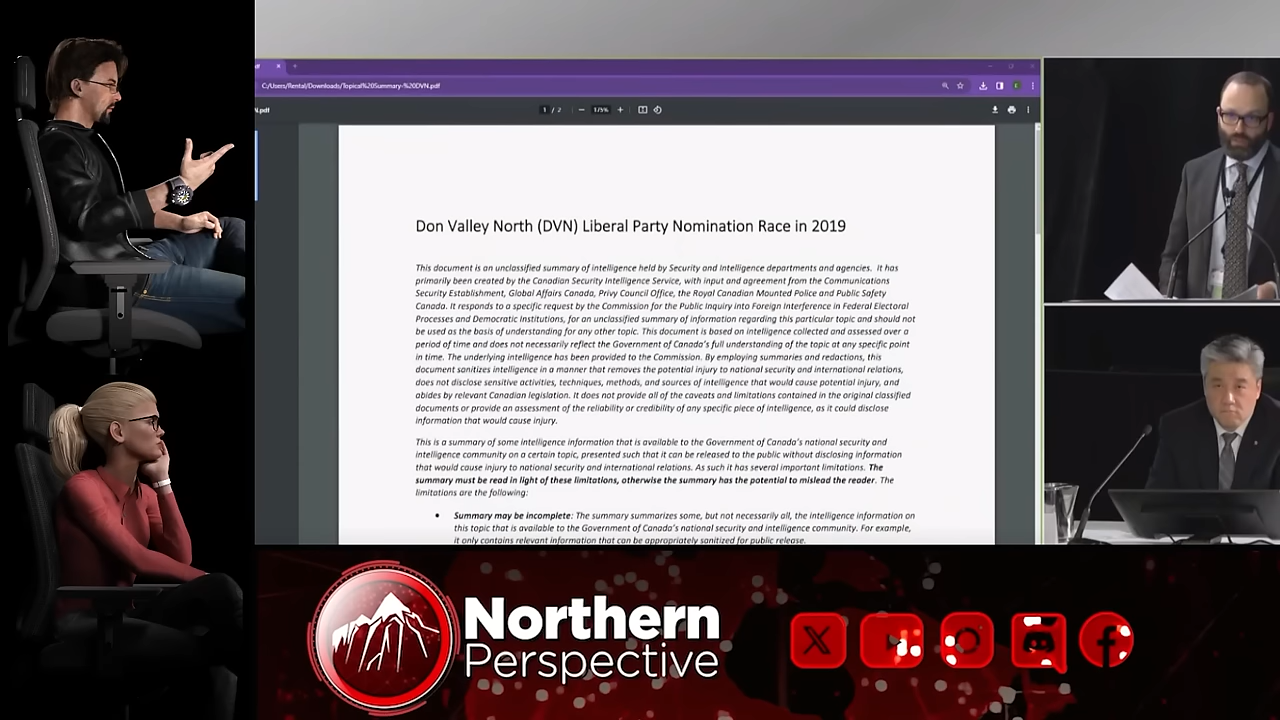 df
C:/Users/Rental/Downloads/Topical%20Summary-%20DVN.pdf
N.pdf
1 / 2
175%
Don Valley North (DVN) Liberal Party Nomination Race in 2019
This document is an unclassified summary of intelligence held by Security and Intelligence departments and agencies. It has
primarily been created by the Canadian Security Intelligence Service, with input and agreement from the Communications
Security Establishment, Global Affairs Canada, Privy Council Office, the Royal Canadian Mounted Police and Public Safety
Canada. It responds to a specific request by the Commission for the Public Inquiry into Foreign Interference in Federal Electoral
Processes and Democratic Institutions, for an unclassified summary of information regarding this particular topic and should not
be used as the basis of understanding for any other topic. This document is based on intelligence collected and assessed over a
period of time and does not necessarily reflect the Government of Canada's full understanding of the topic at any specific point
in time. The underlying intelligence has been provided to the Commission. By employing summaries and redactions, this
document sanitizes intelligence in a manner that removes the potential injury to national security and international relations,
does not disclose sensitive activities, techniques, methods, and sources of intelligence that would cause potential injury, and
abides by relevant Canadian legislation. It does not provide all of the caveats and limitations contained in the original classified
documents or provide an assessment of the reliability or credibility of any specific piece of intelligence, as it could disclose
information that would cause injury.
This is a summary of some intelligence information that is available to the Government of Canada's national security and
intelligence community on a certain topic, presented such that it can be released to the public without disclosing information
that would cause injury to national security and international relations. As such it has several important limitations. The
summary must be read in light of these limitations, otherwise the summary has the potential to mislead the reader. The
limitations are the following:
• Summary may be incomplete: The summary summarizes some, but not necessarily all, the intelligence information on
this topic that is available to the Government of Canada's national security and intelligence community. For example,
it only contains relevant information that can be appropriately sanitized for public release.
Northern
Perspective